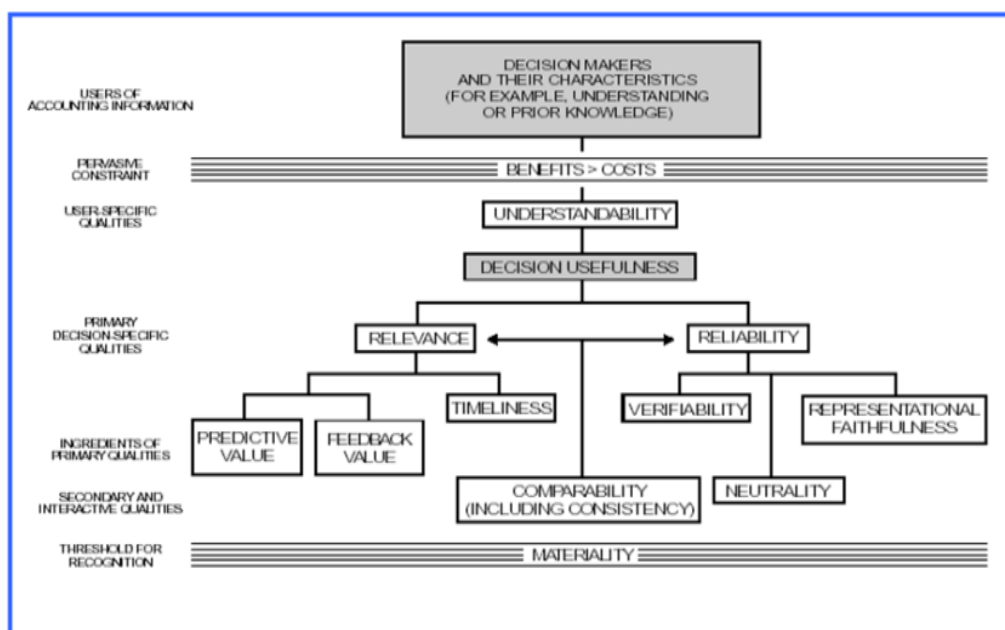 DECISION MAKERS
AND THEIR CHARACTERISTICS
(FOR EXAMPLE, UNDERSTANDING
OR PRIOR KNOWLEDGE)
USERS OF
ACCOUNTING INFORMATION
PERVASIVE
CONSTRAINT
BENEFITS > COSTS
USER-SPECIFIC
QUALITIES
UNDERSTANDABILITY
DECISION USEFULNESS
PRIMARY
DECISION-SPECIFIC
QUALITIES
RELEVANCE
RELIABILITY
INGREDIENTS OF
PRIMARY QUALITIES
PREDICTIVE
VALUE
FEEDBACK
VALUE
TIMELINESS
VERIFIABILITY
REPRESENTATIONAL
FAITHFULNESS
SECONDARY AND
INTERACTIVE QUALITIES
COMPARABILITY
(INCLUDING CONSISTENCY)
NEUTRALITY
THRESHOLD FOR
RECOGNITION
MATERIALITY